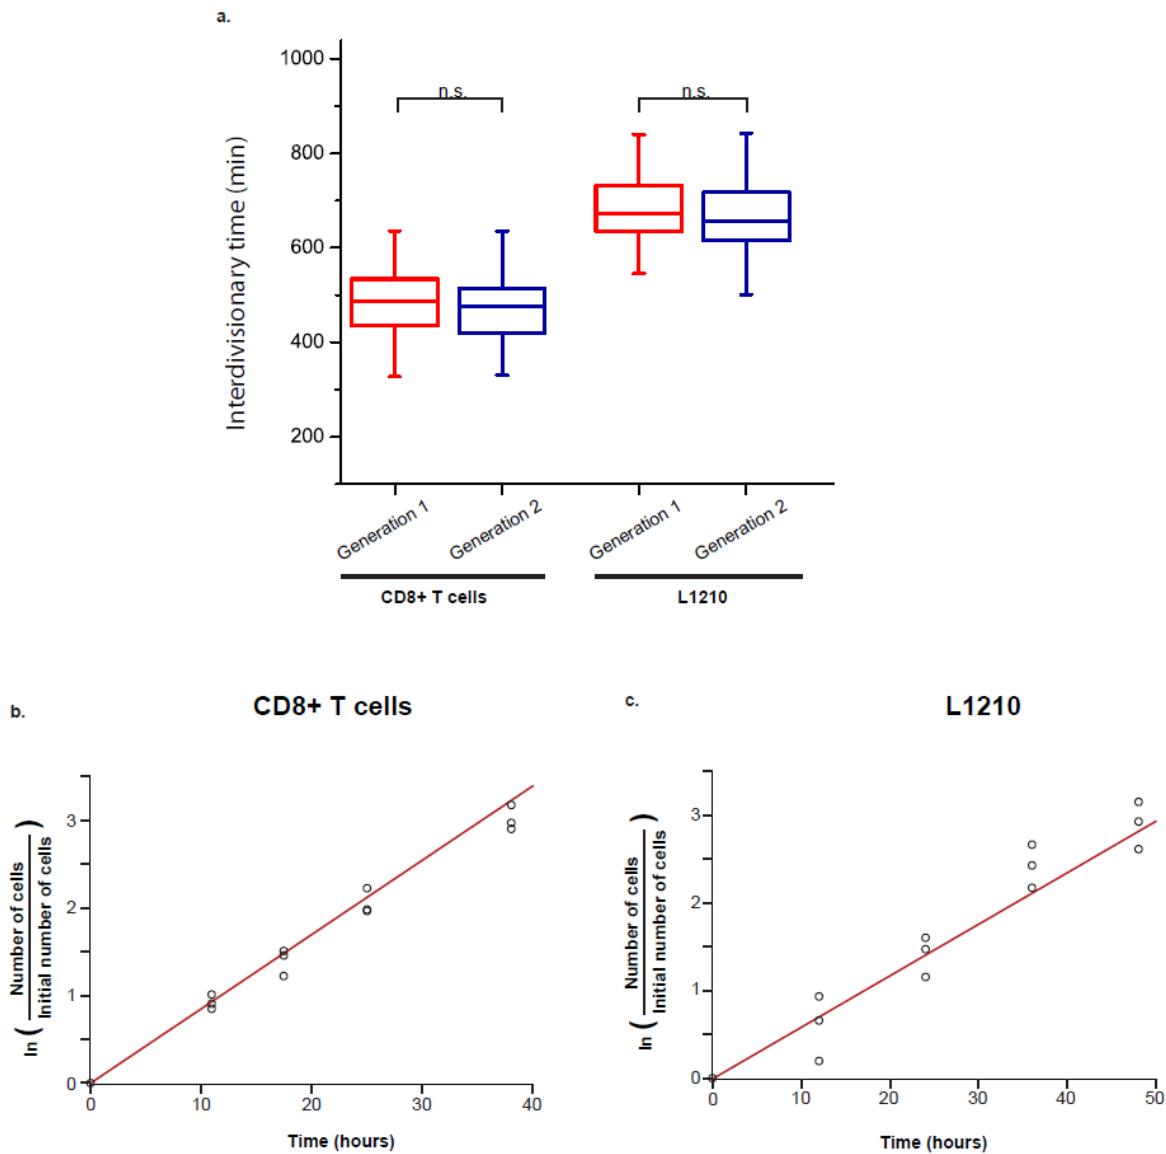 a.
Interdivisionary time (min)
1000
800
600
400
200
n.s.
n.s.
Generation 1
Generation 2
Generation 1
Generation 2
CD8+ T cells
L1210
b.
CD8+ T cells
ln ( Number of cells
Initial number of cells )
3
2
1
0
0 10 20 30 40
Time (hours)
c.
L1210
ln ( Number of cells
Initial number of cells )
3
2
1
0
0 10 20 30 40 50
Time (hours)